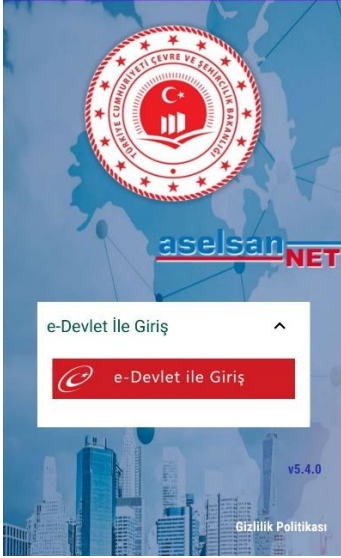 TÜRKİYE CUMHURİYETİ ÇEVRE VE ŞEHİRCİLİK BAKANLIĞI
aselsan
NET
e-Devlet İle Giriş
e-Devlet ile Giriş
v5.4.0
Gizlilik Politikası